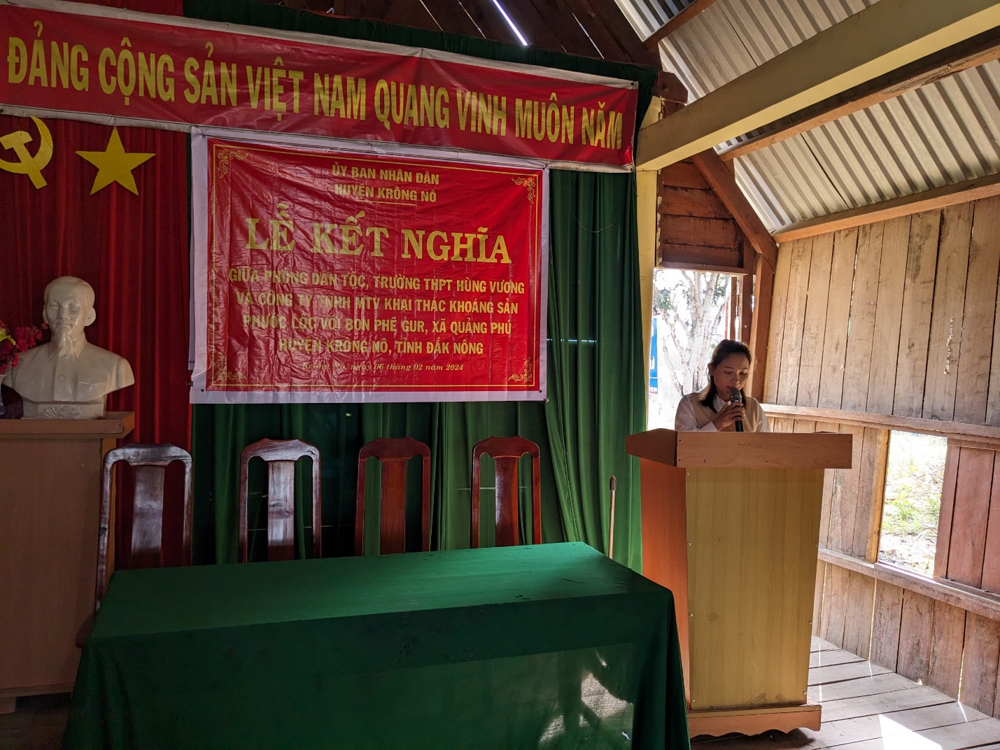 ĐẢNG CỘNG SẢN VIỆT NAM QUANG VINH MUÔN NĂM
ỦY BAN NHÂN DÂN
HUYỆN KRÔNG NÔ
LỄ KẾT NGHĨA
GIỮA PHÒNG DÂN TỘC, TRƯỜNG THPT HÙNG VƯƠNG
VÀ CÔNG TY TNHH MTV KHAI THÁC KHOÁNG SẢN
PHƯỚC LỘC VỚI BON PHÊ GUR, XÃ QUẢNG PHÚ
HUYỆN KRÔNG NÔ, TỈNH ĐẮK NÔNG
Krông Nô, ngày 06 tháng 02 năm 2024